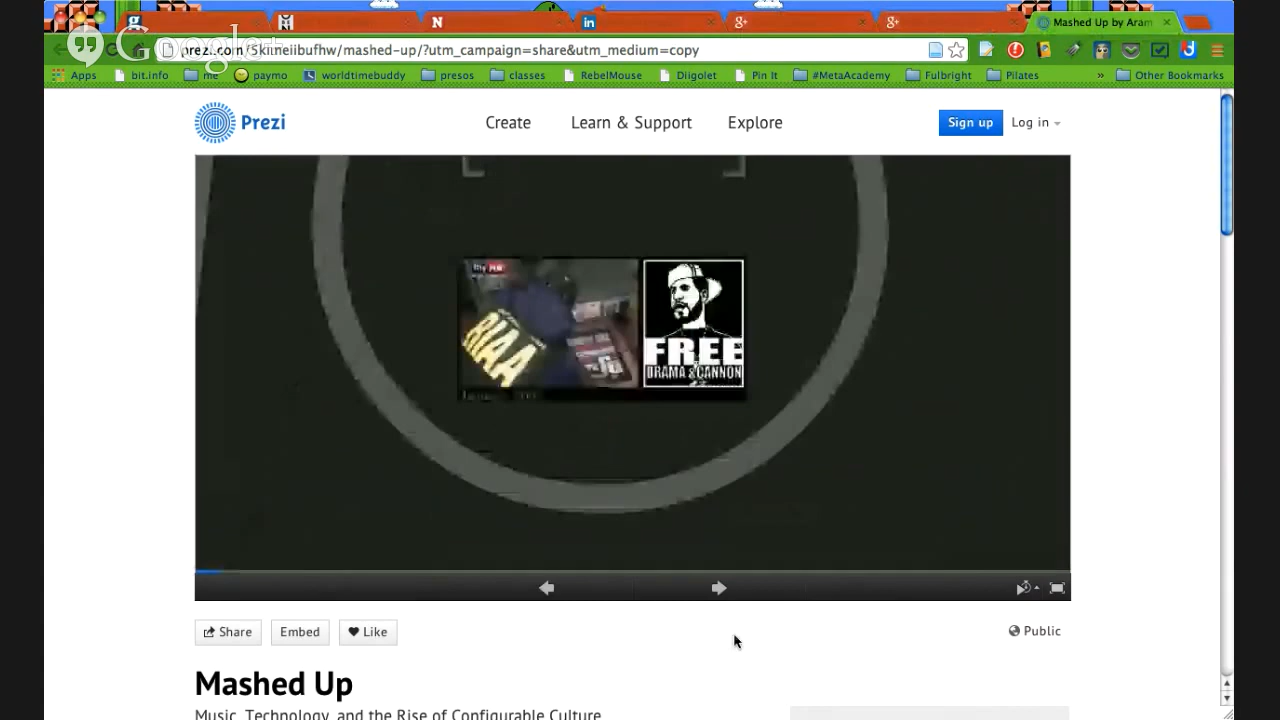 g
N
in
g+
g+
Mashed Up by Aram
Google+
prezi.com/5kimeiibufhw/mashed-up/?utm_campaign=share&utm_medium=copy
Apps bit.info me paymo worldtimebuddy presos classes RebelMouse Diigolet Pin It #MetaAcademy Fulbright Pilates » Other Bookmarks
Prezi Create Learn & Support Explore Sign up Log in
RIAA
FREE
DRAMA & CANNON
Share Embed Like Public
Mashed Up
Music, Technology, and the Rise of Configurable Culture